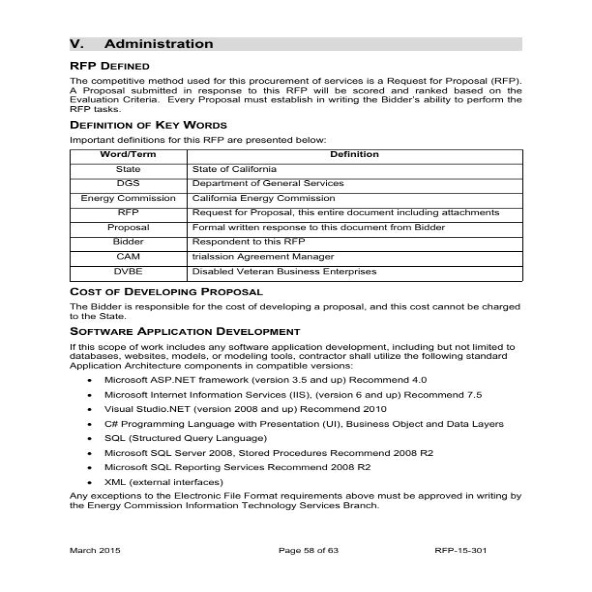 V. Administration
RFP DEFINED
The competitive method used for this procurement of services is a Request for Proposal (RFP).
A Proposal submitted in response to this RFP will be scored and ranked based on the
Evaluation Criteria. Every Proposal must establish in writing the Bidder's ability to perform the
RFP tasks.
DEFINITION OF KEY WORDS
Important definitions for this RFP are presented below:
Word/Term Definition
State State of California
DGS Department of General Services
Energy Commission California Energy Commission
RFP Request for Proposal, this entire document including attachments
Proposal Formal written response to this document from Bidder
Bidder Respondent to this RFP
CAM trialssion Agreement Manager
DVBE Disabled Veteran Business Enterprises
COST OF DEVELOPING PROPOSAL
The Bidder is responsible for the cost of developing a proposal, and this cost cannot be charged
to the State.
SOFTWARE APPLICATION DEVELOPMENT
If this scope of work includes any software application development, including but not limited to
databases, websites, models, or modeling tools, contractor shall utilize the following standard
Application Architecture components in compatible versions:
• Microsoft ASP.NET framework (version 3.5 and up) Recommend 4.0
• Microsoft Internet Information Services (IIS), (version 6 and up) Recommend 7.5
• Visual Studio.NET (version 2008 and up) Recommend 2010
• C# Programming Language with Presentation (UI), Business Object and Data Layers
• SQL (Structured Query Language)
• Microsoft SQL Server 2008, Stored Procedures Recommend 2008 R2
• Microsoft SQL Reporting Services Recommend 2008 R2
• XML (external interfaces)
Any exceptions to the Electronic File Format requirements above must be approved in writing by
the Energy Commission Information Technology Services Branch.
March 2015 Page 58 of 63 RFP-15-301